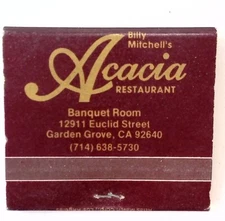 Billy
Mitchell's
Acacia
RESTAURANT
Banquet Room
12911 Euclid Street
Garden Grove, CA 92640
(714) 638-5730